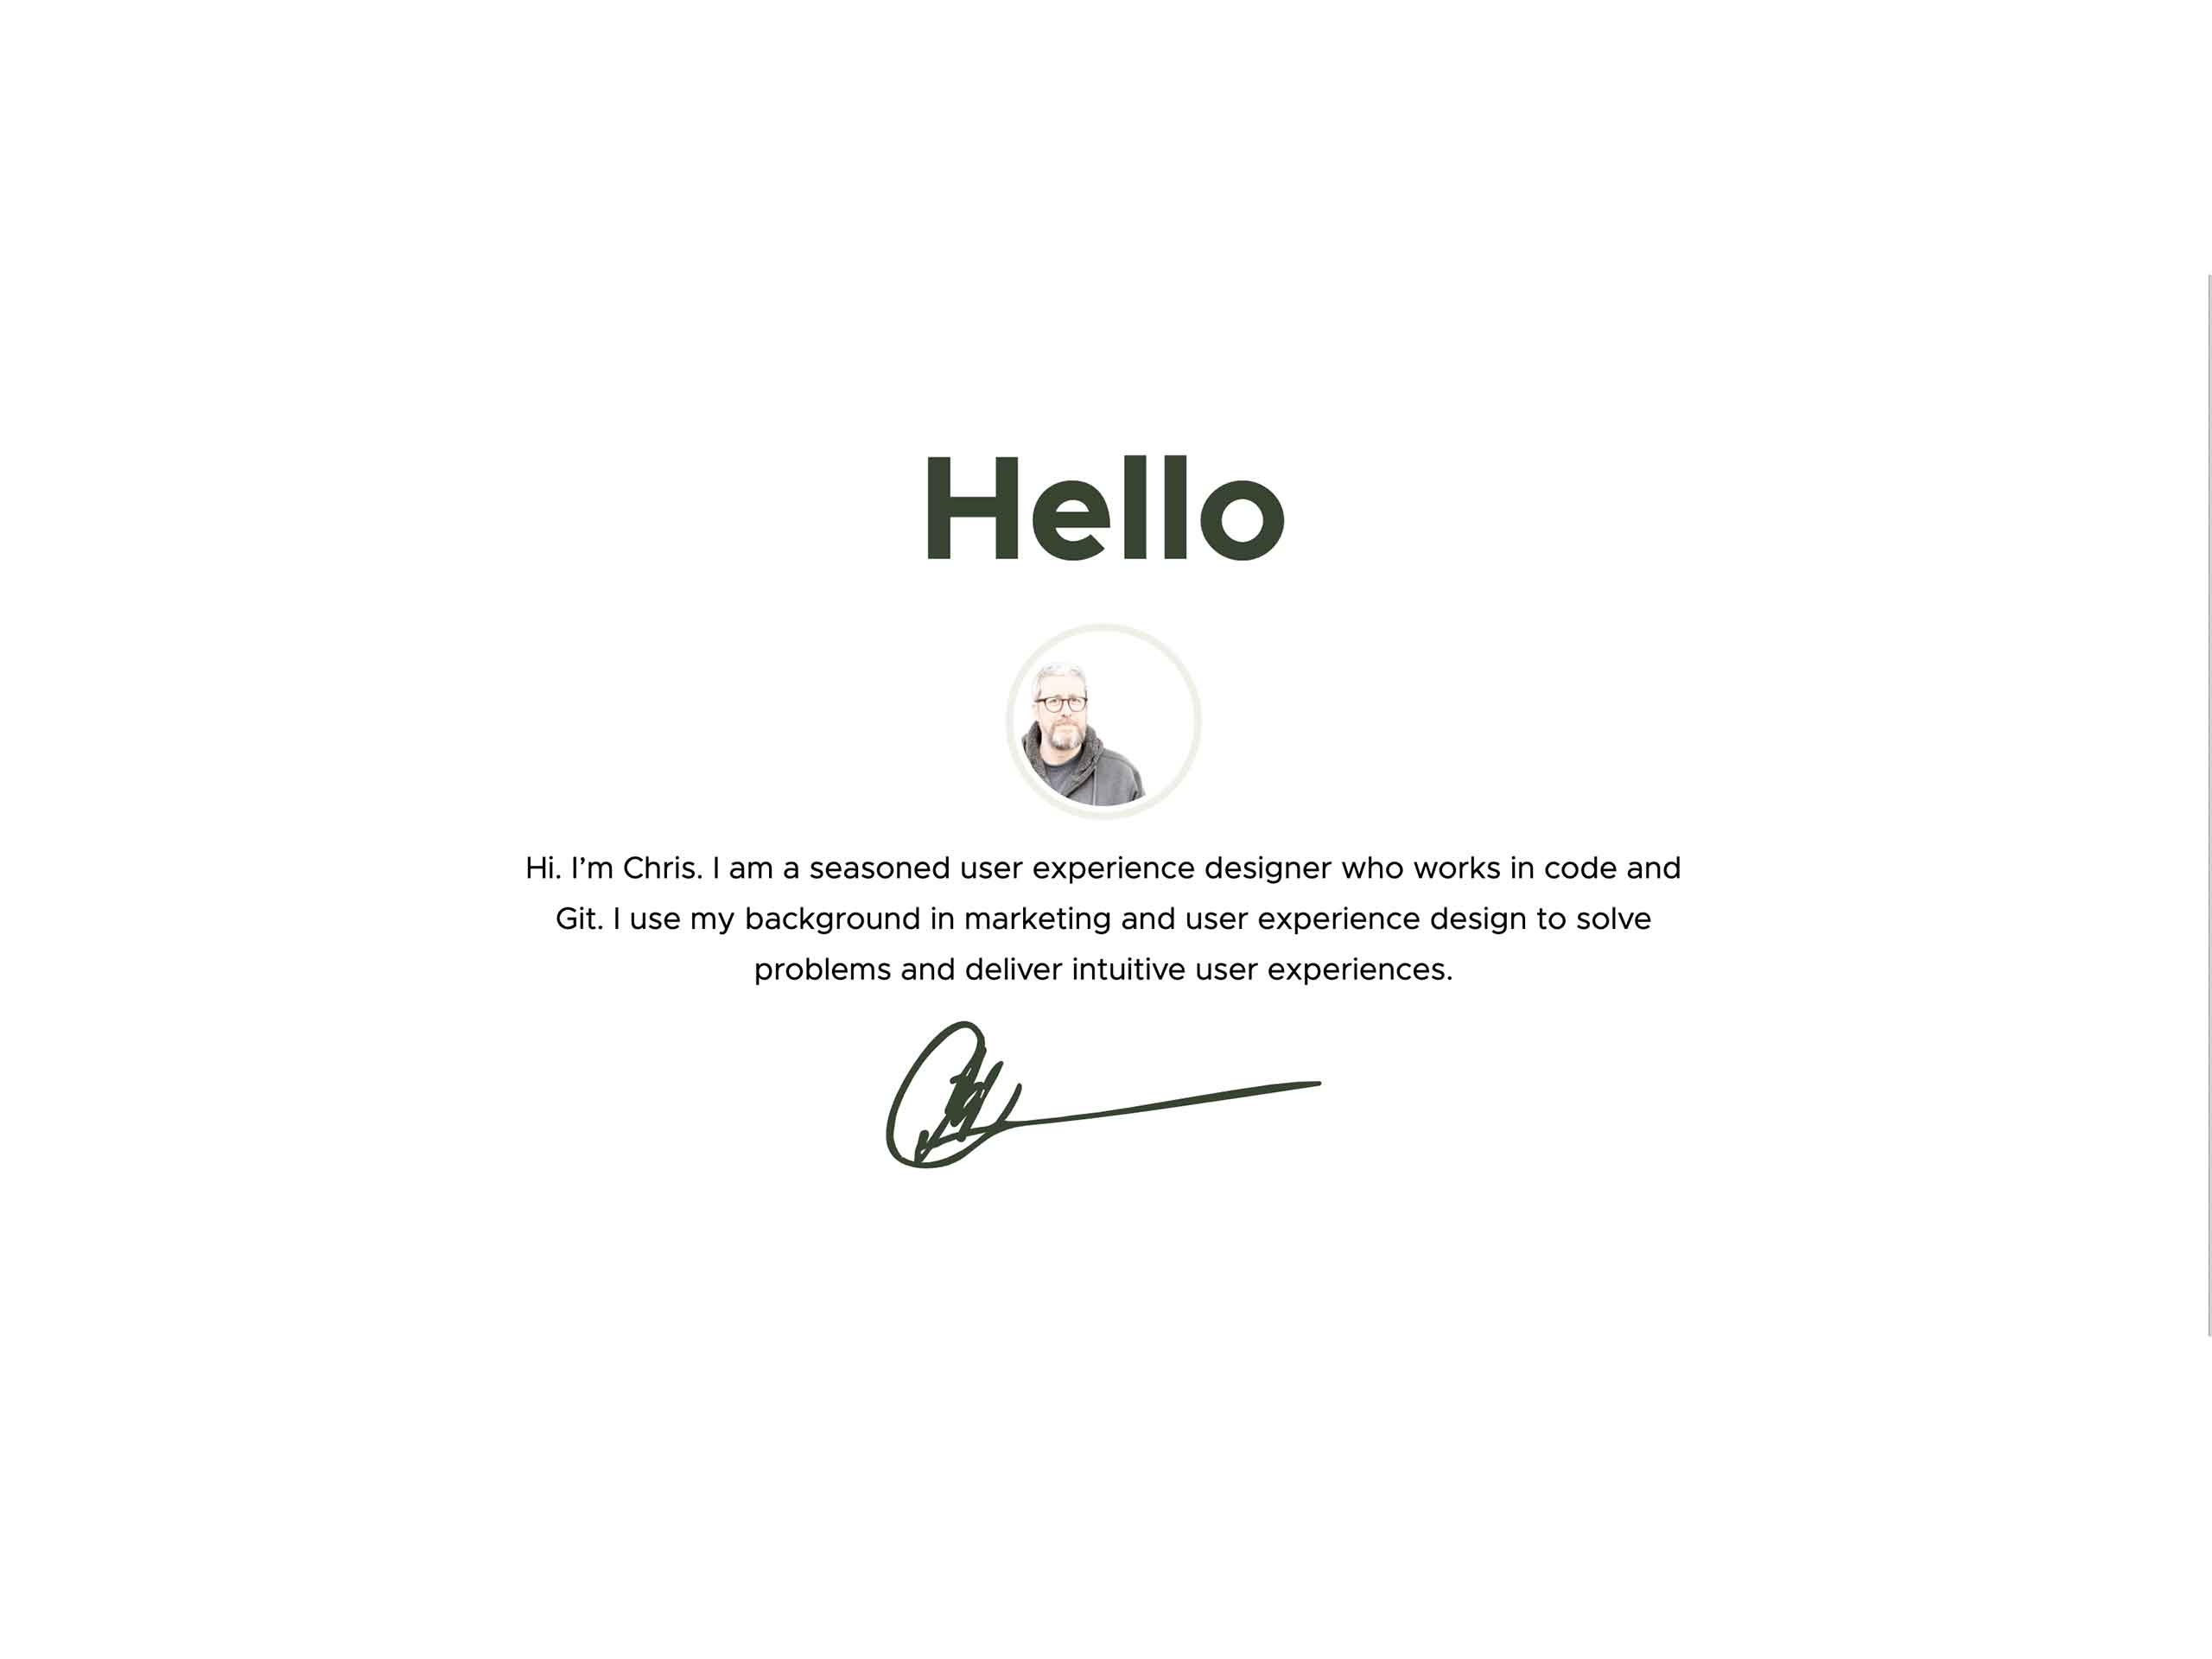 Hello
Hi. I’m Chris. I am a seasoned user experience designer who works in code and
Git. I use my background in marketing and user experience design to solve
problems and deliver intuitive user experiences.